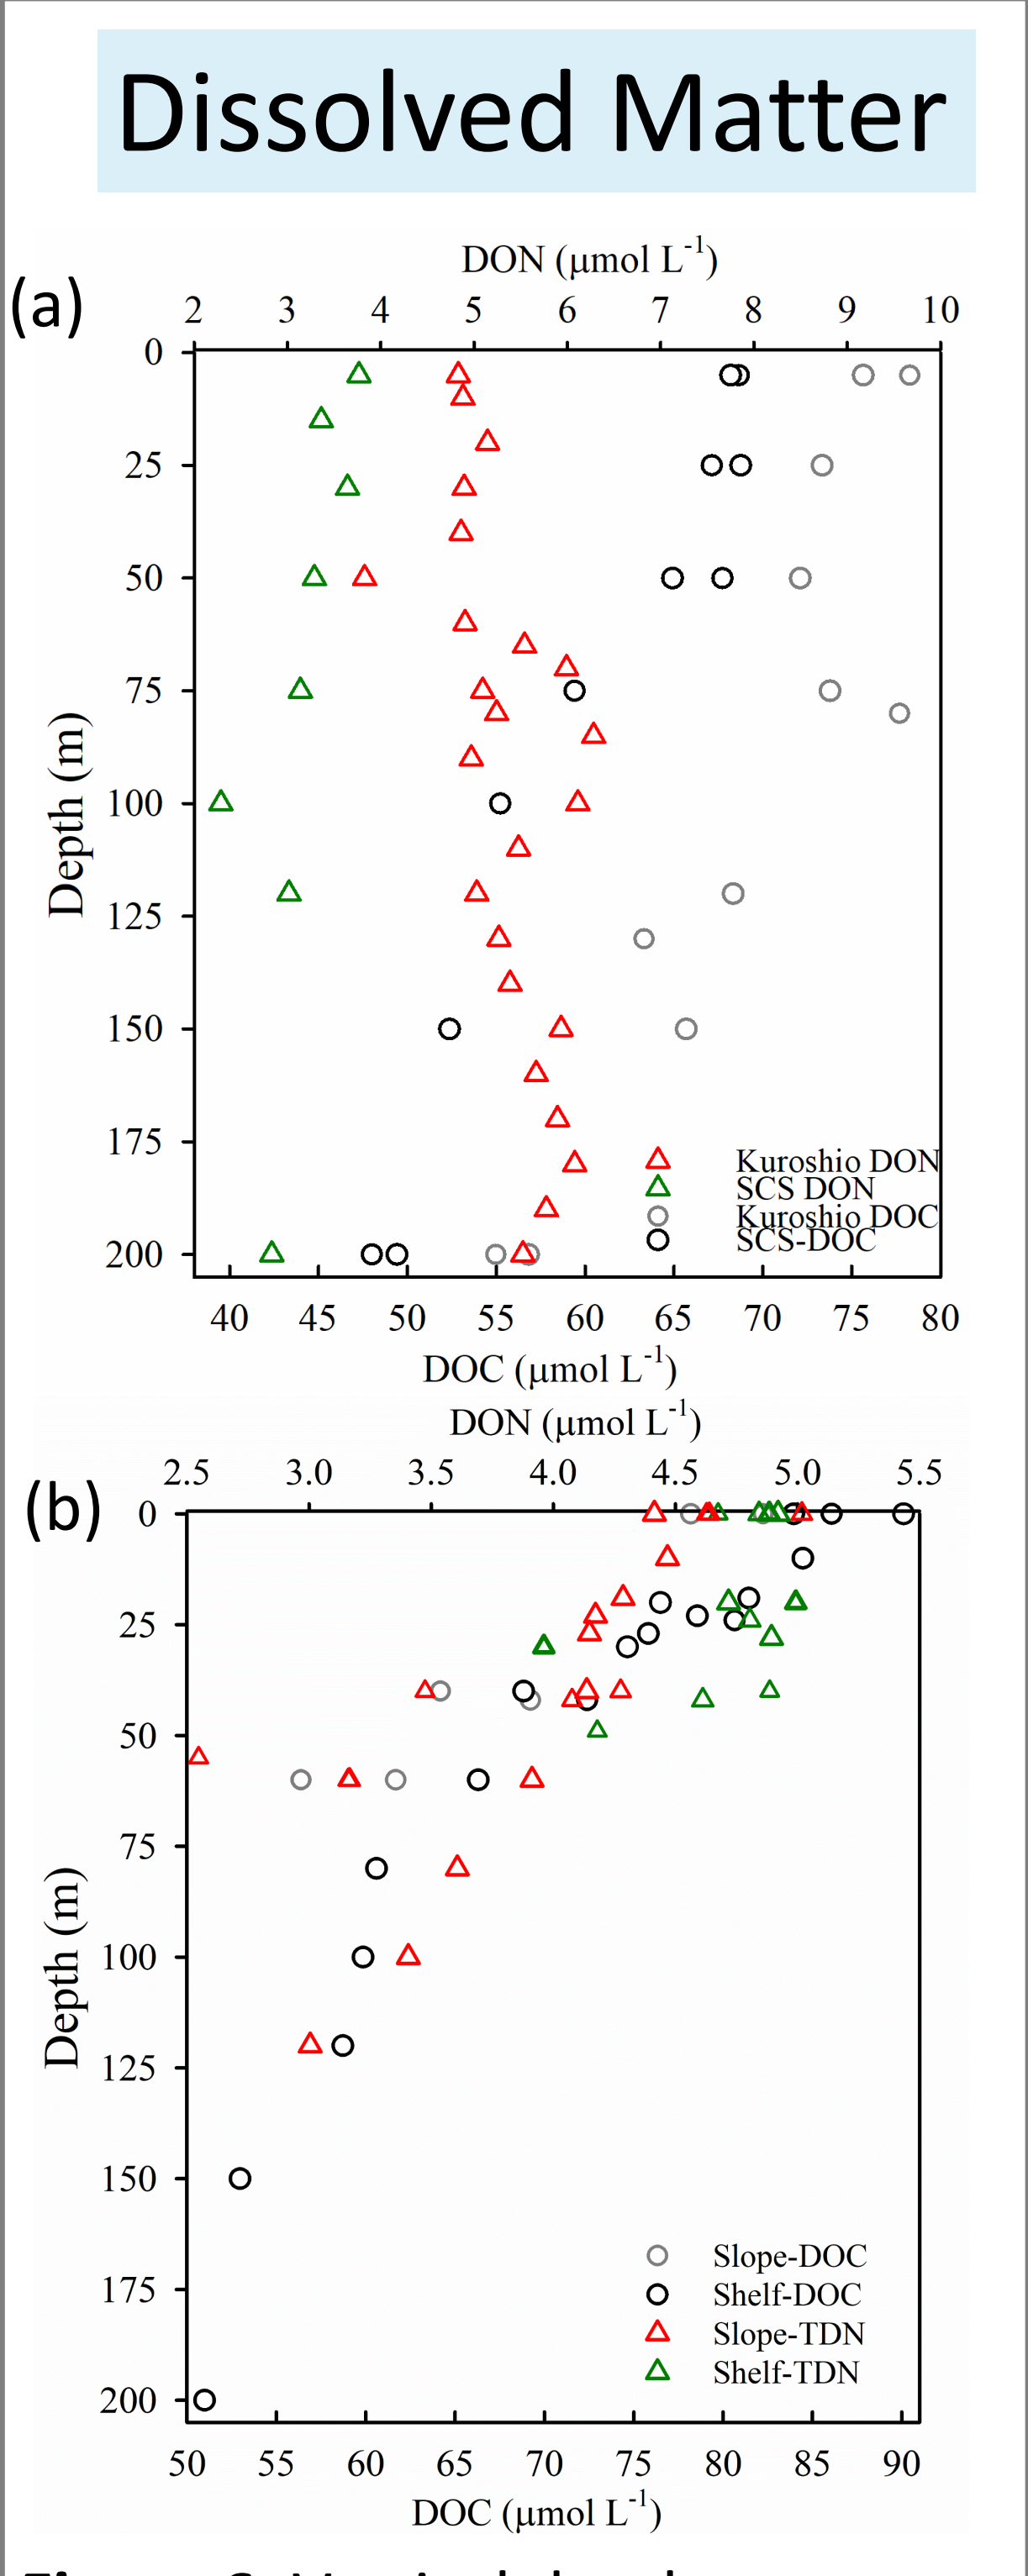 Dissolved Matter
(a)
DON (μmol L-1)
2 3 4 5 6 7 8 9 10
0
25
50
75
100
125
150
175
200
Depth (m)
Kuroshio DON
SCS DON
Kuroshio DOC
SCS-DOC
40 45 50 55 60 65 70 75 80
DOC (μmol L-1)
(b)
DON (μmol L-1)
2.5 3.0 3.5 4.0 4.5 5.0 5.5
0
25
50
75
100
125
150
175
200
Depth (m)
Slope-DOC
Shelf-DOC
Slope-TDN
Shelf-TDN
50 55 60 65 70 75 80 85 90
DOC (μmol L-1)